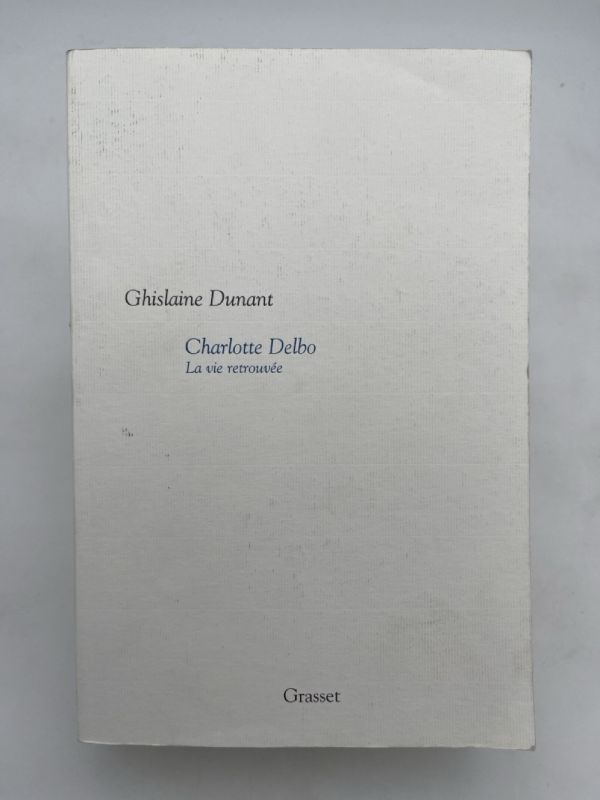 Ghislaine Dunant
Charlotte Delbo
La vie retrouvée
Grasset